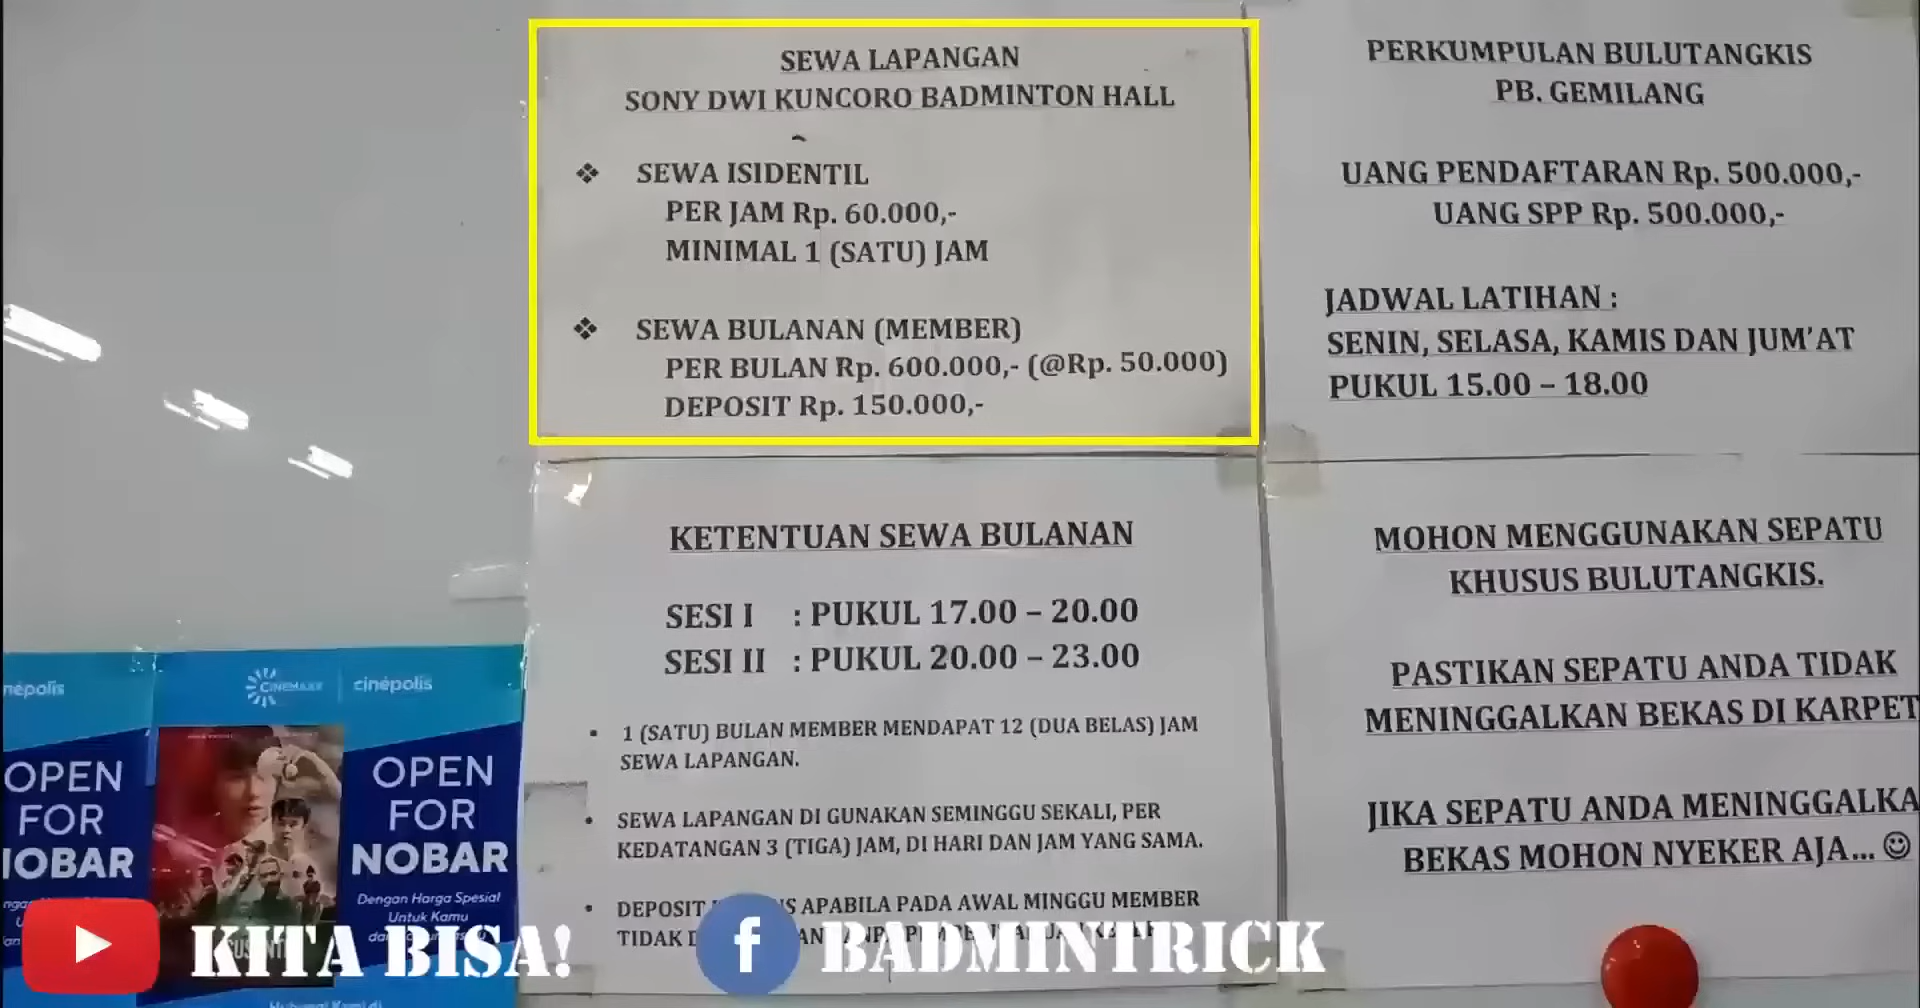 SEWA LAPANGAN
SONY DWI KUNCORO BADMINTON HALL
❖ SEWA ISIDENTIL
PER JAM Rp. 60.000,-
MINIMAL 1 (SATU) JAM
❖ SEWA BULANAN (MEMBER)
PER BULAN Rp. 600.000,- (@Rp. 50.000)
DEPOSIT Rp. 150.000,-
PERKUMPULAN BULUTANGKIS
PB. GEMILANG
UANG PENDAFTARAN Rp. 500.000,-
UANG SPP Rp. 500.000,-
JADWAL LATIHAN :
SENIN, SELASA, KAMIS DAN JUM'AT
PUKUL 15.00 – 18.00
KETENTUAN SEWA BULANAN
SESI I : PUKUL 17.00 – 20.00
SESI II : PUKUL 20.00 – 23.00
▪ 1 (SATU) BULAN MEMBER MENDAPAT 12 (DUA BELAS) JAM
SEWA LAPANGAN.
• SEWA LAPANGAN DI GUNAKAN SEMINGGU SEKALI, PER
KEDATANGAN 3 (TIGA) JAM, DI HARI DAN JAM YANG SAMA.
• DEPOSIT APABILA PADA AWAL MINGGU MEMBER
TIDAK
MOHON MENGGUNAKAN SEPATU
KHUSUS BULUTANGKIS.
PASTIKAN SEPATU ANDA TIDAK
MENINGGALKAN BEKAS DI KARPET
JIKA SEPATU ANDA MENINGGALKA
BEKAS MOHON NYEKER AJA... ☺
népolis
OPEN
FOR
NOBAR
CINEMAXX cinépolis
OPEN
FOR
NOBAR
Dengan Harga Spesial
Untuk Kamu
KITA BISA!
f BADMINTRICK